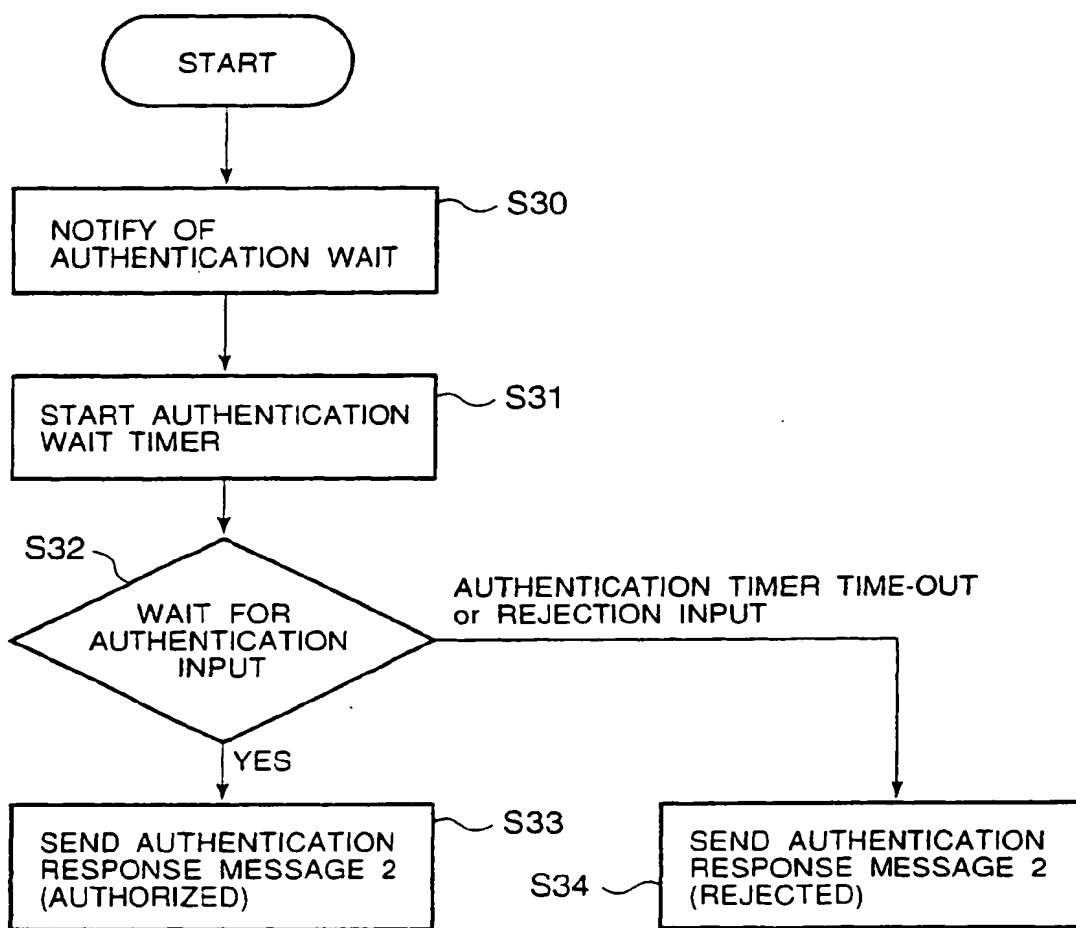 START
S30
NOTIFY OF
AUTHENTICATION WAIT
S31
START AUTHENTICATION
WAIT TIMER
S32
WAIT FOR
AUTHENTICATION
INPUT
AUTHENTICATION TIMER TIME-OUT
or REJECTION INPUT
YES
S33
SEND AUTHENTICATION
RESPONSE MESSAGE 2
(AUTHORIZED)
S34
SEND AUTHENTICATION
RESPONSE MESSAGE 2
(REJECTED)